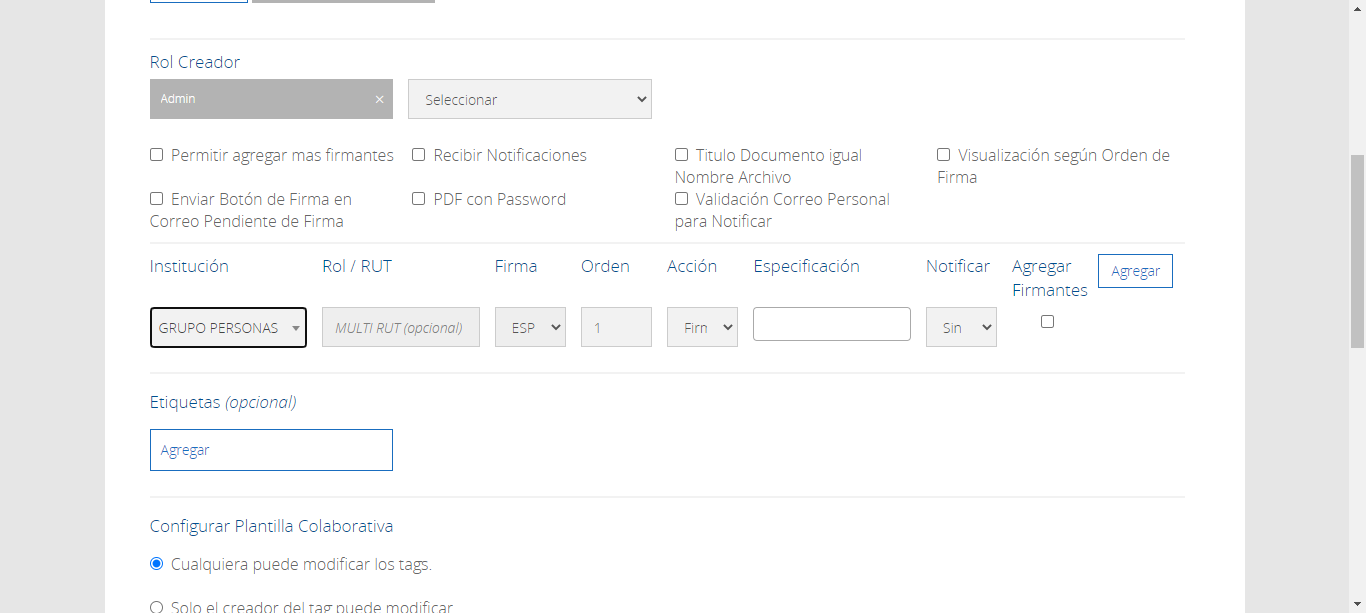 Rol Creador
Admin ×
Seleccionar
Permitir agregar mas firmantes
Recibir Notificaciones
Titulo Documento igual
Nombre Archivo
Visualización según Orden de
Firma
Enviar Botón de Firma en
Correo Pendiente de Firma
PDF con Password
Validación Correo Personal
para Notificar
Institución
Rol / RUT
Firma
Orden
Acción
Especificación
Notificar
Agregar
Firmantes
Agregar
GRUPO PERSONAS
MULTI RUT (opcional)
ESP
1
Firn
Sin
Etiquetas (opcional)
Agregar
Configurar Plantilla Colaborativa
Cualquiera puede modificar los tags.
Solo el creador del tag puede modificar